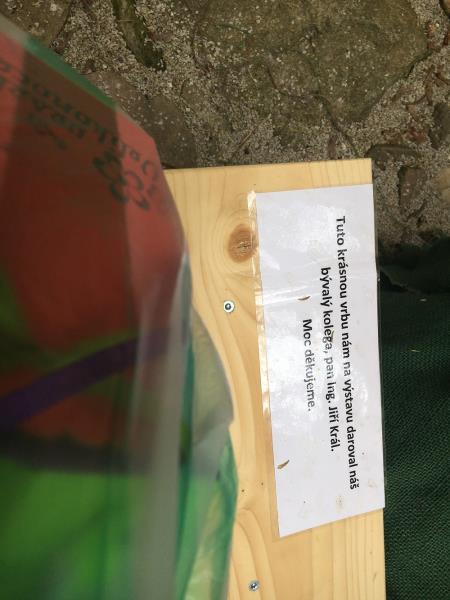 Tuto krásnou vrbu nám na výstavu daroval náš
bývalý kolega, pan Ing. Jiří Král.
Moc děkujeme.